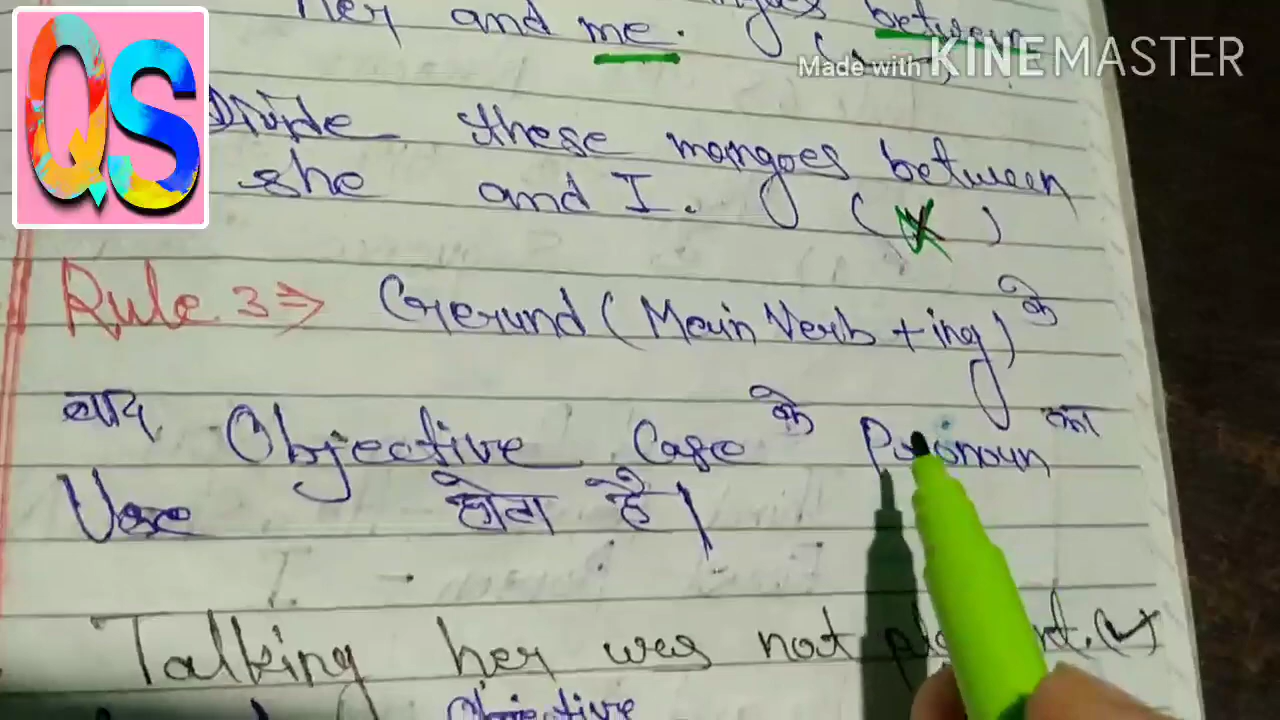 her and me. between
Made with KINEMASTER
QS
Divide these mangoes between
she and I. (X)
Rule 3 ⇒ Gerund (Main Verb + ing) के
बाद Objective Case के Pronoun का
Use होता है।
Talking her was not
Objective